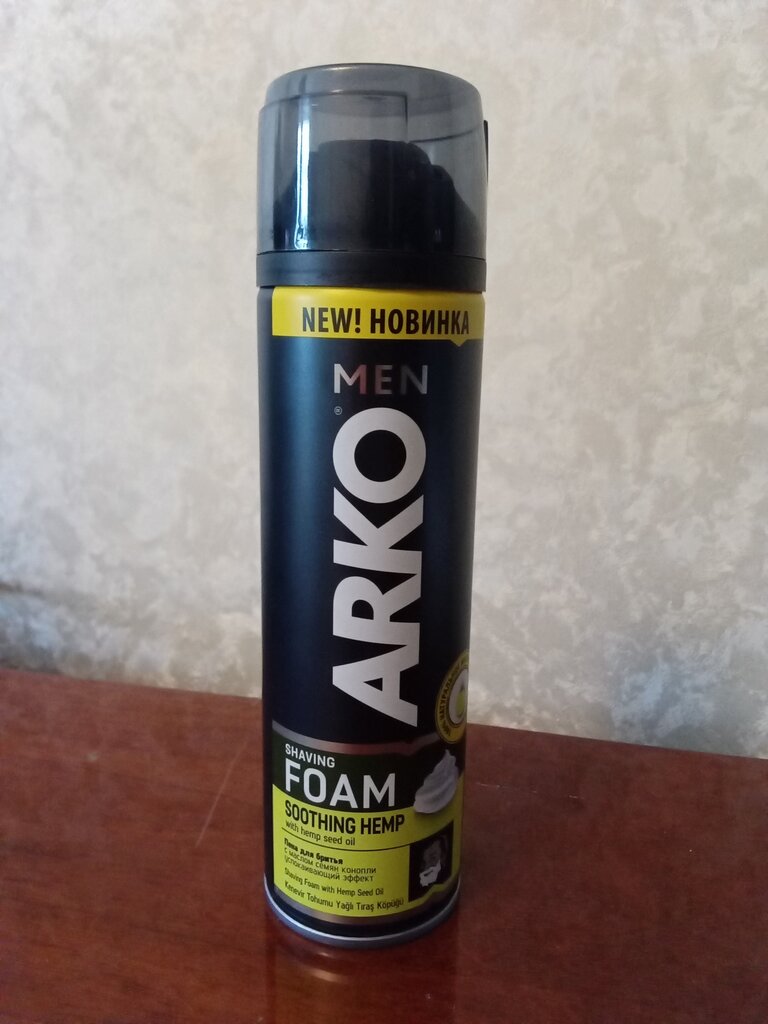 NEW! НОВИНКА
MEN
ARKO
®
SHAVING
FOAM
SOOTHING HEMP
with hemp seed oil
Пена для бритья
с маслом семян конопли
успокаивающий эффект
Shaving Foam with Hemp Seed Oil
Kenevir Tohumu Yağlı Tıraş Köpüğü